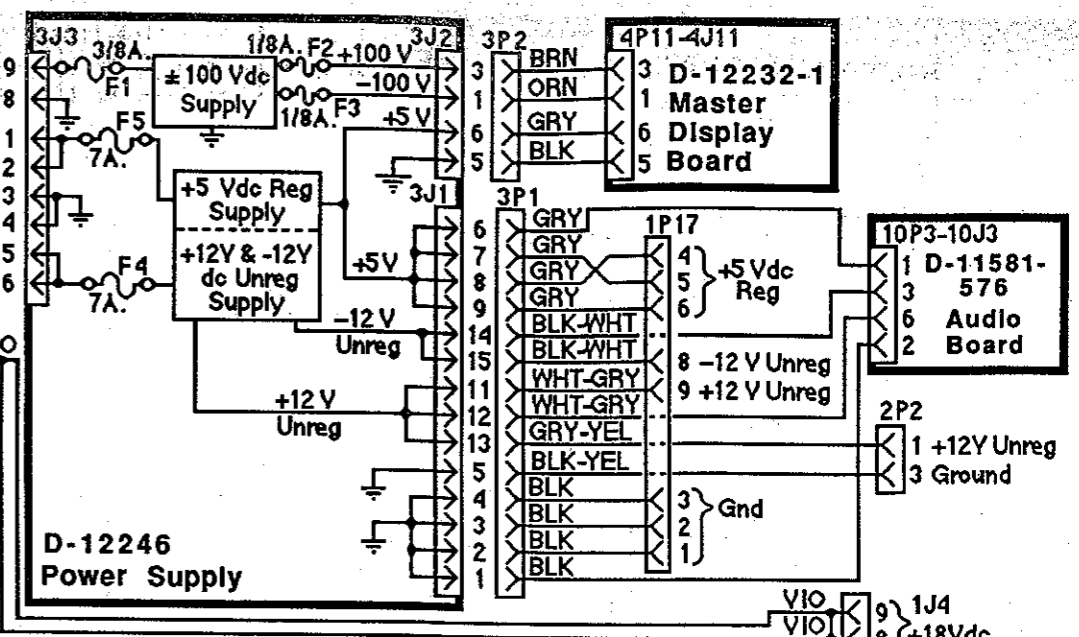 3J3
3/8A.
F1
9
8
1
2
3
4
5
6
± 100 Vdc
Supply
1/8A. F2
+100 V
-100 V
1/8A. F3
+5 V
F5
7A.
F4
7A.
+5 Vdc Reg
Supply
+12V & -12V
dc Unreg
Supply
+5V
-12 V
Unreg
+12 V
Unreg
D-12246
Power Supply
3J2
3
1
6
5
3J1
6
7
8
9
14
15
11
12
13
5
4
3
2
1
3P2
BRN
ORN
GRY
BLK
4P11-4J11
3
1
6
5
D-12232-1
Master
Display
Board
3P1
GRY
GRY
GRY
GRY
BLK-WHT
BLK-WHT
WHT-GRY
WHT-GRY
GRY-YEL
BLK-YEL
BLK
BLK
BLK
BLK
1P17
4
5
6
+5 Vdc
Reg
8 -12 V Unreg
9 +12 V Unreg
3
2
1
Gnd
10P3-10J3
1
3
6
2
D-11581-
576
Audio
Board
2P2
1 +12Y Unreg
3 Ground
VIO
VIO
9
1J4
+18Vdc